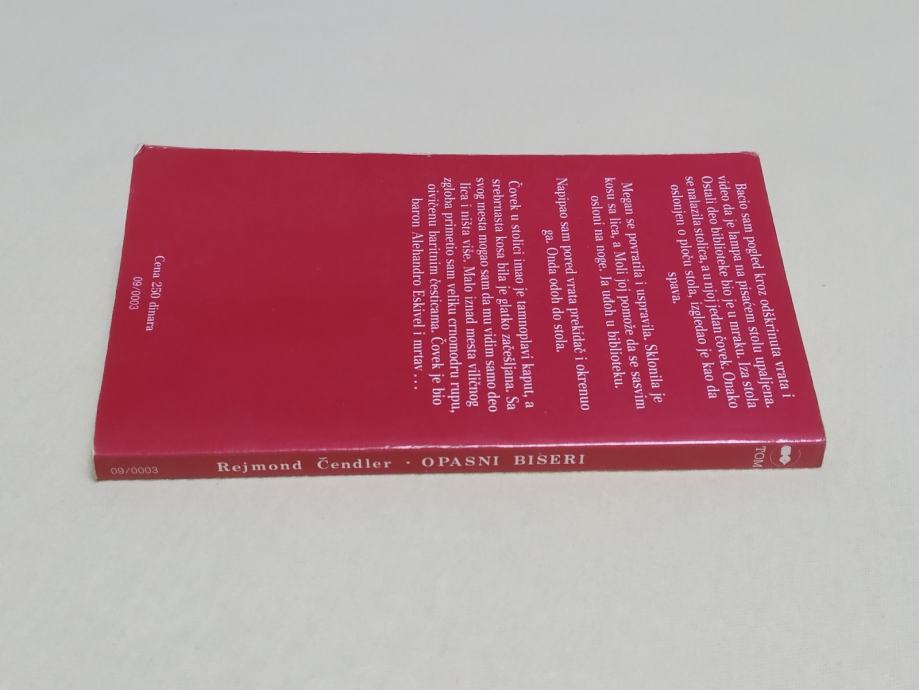 Bacio sam pogled kroz odškrinuta vrata i
video da je lampa na pisaćem stolu upaljena.
Ostali deo biblioteke bio je u mraku. Iza stola
se nalazila stolica, a u njoj jedan čovek. Onako
oslonjen o ploču stola, izgledao je kao da
spava.
Megan se povratila i uspravila. Sklonila je
kosu sa lica, a Moli joj pomože da se sasvim
osloni na noge. Ja uđoh u biblioteku.
Napipao sam pored vrata prekidač i okrenuo
ga. Onda odoh do stola.
Čovek u stolici imao je tamnoplavi kaput, a
srebrnasta kosa bila je glatko začešljana. Sa
svog mesta mogao sam da mu vidim samo deo
lica i ništa više. Malo iznad mesta viličnog
zgloba primetio sam veliku crnomodru rupu,
oivičenu barutnim česticama. Čovek je bio
baron Alehandro Eskivel i mrtav ...
Cena 250 dinara
09/0003
09/0003 Rejmond Čendler · OPASNI BISERI TOM